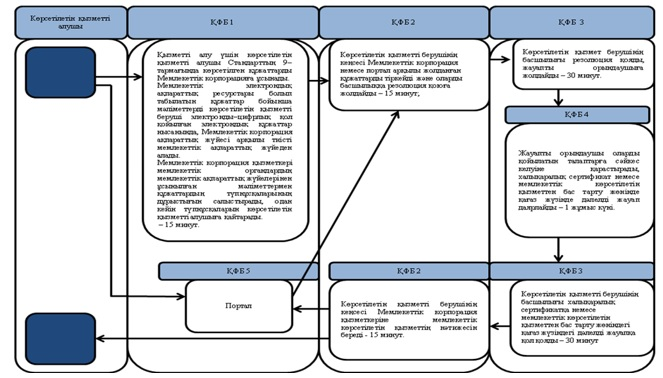 Көрсетілетін қызметті
алушы
ҚФБ1
ҚФБ2
ҚФБ 3
Қызметті алу үшін көрсетілетін
қызметті алушы Стандарттың 9–
тармағында көрсетілген құжаттарды
Мемлекеттік корпорацияға ұсынады.
Мемлекеттік электрондық
ақпараттық ресурстары болып
табылатын құжаттар бойынша
мәліметтерді көрсетілетін қызметті
беруші электронды–цифрлық қол
қойылған электрондық құжаттар
нысанында, Мемлекеттік корпорация
ақпараттық жүйесі арқылы тиісті
мемлекеттік ақпараттық жүйеден
алады.
Мемлекеттік корпорация қызметкері
мемлекеттік органдардың
мемлекеттік ақпараттық жүйелерінен
ұсынылған мәліметтермен
құжаттардың түпнұсқаларының
дұрыстығын салыстырады, одан
кейін түпнұсқаларын көрсетілетін
қызметті алушыға қайтарады.
– 15 минут.
Көрсетілетін қызметті берушінің
кеңсесі Мемлекеттік корпорация
немесе портал арқылы жолданған
құжаттарды тіркейді және оларды
басшылыққа резолюция қоюға
жолдайды – 15 минут;
Көрсетілетін қызмет берушінің
басшылығы резолюция қояды,
жауапты орындаушыға
жолдайды – 30 минут.
ҚФБ4
Жауапты орындаушы оларды
қойылатын талаптарға сәйкес
келуіне қарастырады,
халықаралық сертификат немесе
мемлекеттік көрсетілетін
қызметтен бас тарту жөнінде
қағаз жүзінде дәлелді жауап
даярлайды – 1 жұмыс күні.
ҚФБ5
ҚФБ2
ҚФБ3
Портал
Көрсетілетін қызметті берушінің
кеңсесі Мемлекеттік корпорация
қызметкеріне мемлекеттік
көрсетілетін қызметтің нәтижесін
береді - 15 минут.
Көрсетілетін қызметті берушінің
басшылығы халықаралық
сертификатқа немесе
мемлекеттік көрсетілетін
қызметтен бас тарту жөніндегі
қағаз жүзіндегі дәлелді жауапқа
қол қояды – 30 минут